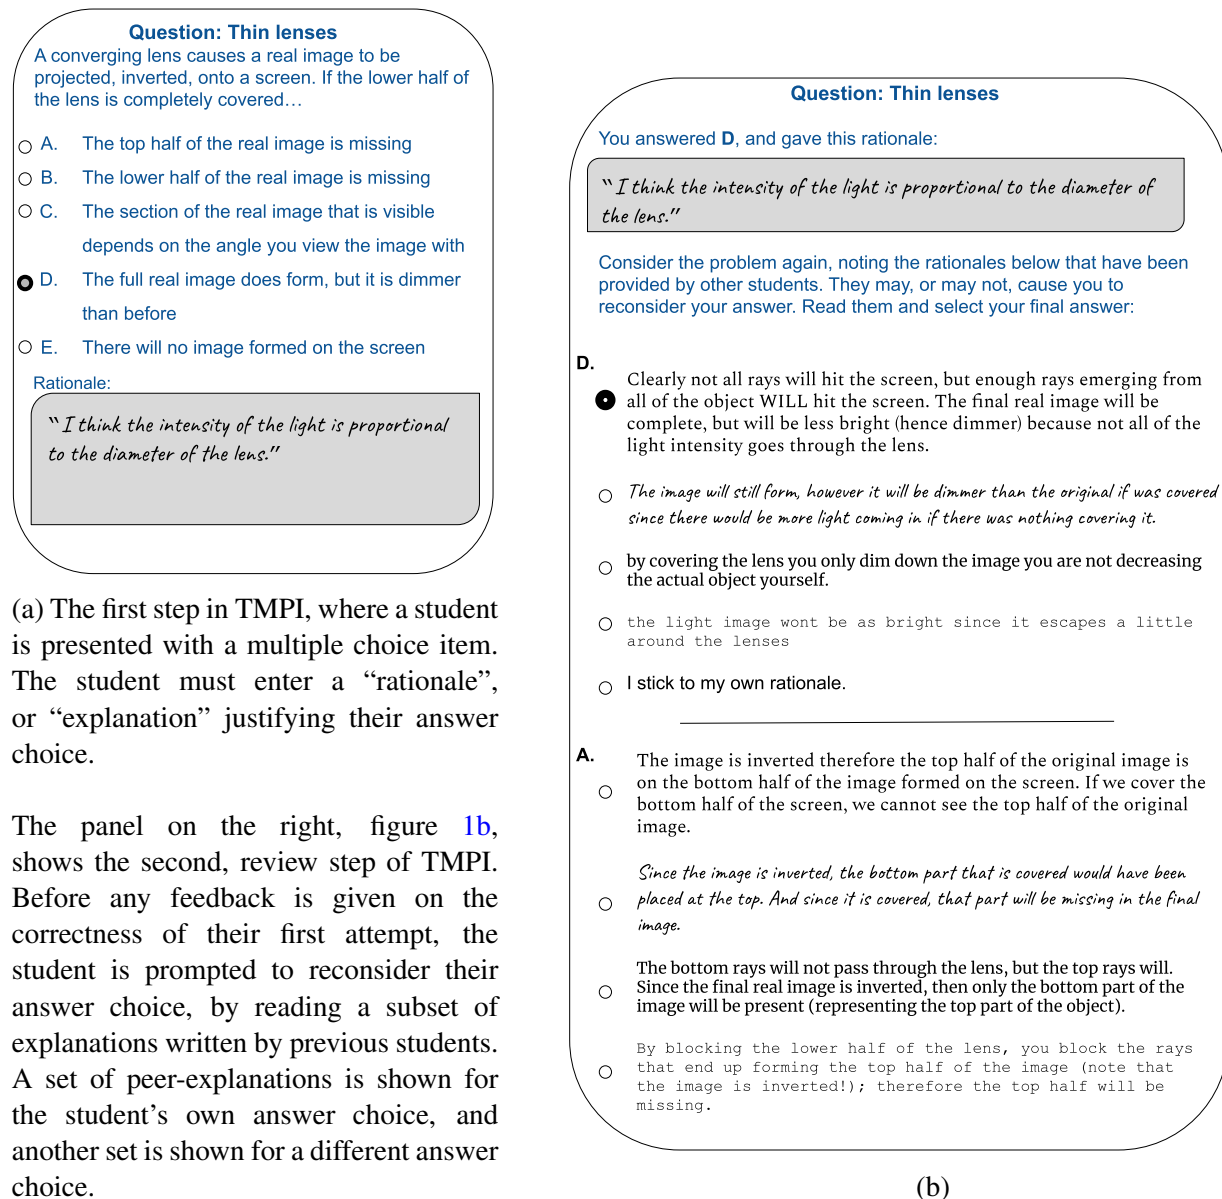 Question: Thin lenses
A converging lens causes a real image to be
projected, inverted, onto a screen. If the lower half of
the lens is completely covered…
A. The top half of the real image is missing
B. The lower half of the real image is missing
C. The section of the real image that is visible
depends on the angle you view the image with
D. The full real image does form, but it is dimmer
than before
E. There will no image formed on the screen
Rationale:
“I think the intensity of the light is proportional
to the diameter of the lens.”
(a) The first step in TMPI, where a student
is presented with a multiple choice item.
The student must enter a “rationale”,
or “explanation” justifying their answer
choice.
The panel on the right, figure 1b,
shows the second, review step of TMPI.
Before any feedback is given on the
correctness of their first attempt, the
student is prompted to reconsider their
answer choice, by reading a subset of
explanations written by previous students.
A set of peer-explanations is shown for
the student’s own answer choice, and
another set is shown for a different answer
choice.
Question: Thin lenses
You answered D, and gave this rationale:
“I think the intensity of the light is proportional to the diameter of
the lens.”
Consider the problem again, noting the rationales below that have been
provided by other students. They may, or may not, cause you to
reconsider your answer. Read them and select your final answer:
D.
Clearly not all rays will hit the screen, but enough rays emerging from
all of the object WILL hit the screen. The final real image will be
complete, but will be less bright (hence dimmer) because not all of the
light intensity goes through the lens.
The image will still form, however it will be dimmer than the original if was covered
since there would be more light coming in if there was nothing covering it.
by covering the lens you only dim down the image you are not decreasing
the actual object yourself.
the light image wont be as bright since it escapes a little
around the lenses
I stick to my own rationale.
A.
The image is inverted therefore the top half of the original image is
on the bottom half of the image formed on the screen. If we cover the
bottom half of the screen, we cannot see the top half of the original
image.
Since the image is inverted, the bottom part that is covered would have been
placed at the top. And since it is covered, that part will be missing in the final
image.
The bottom rays will not pass through the lens, but the top rays will.
Since the final real image is inverted, then only the bottom part of the
image will be present (representing the top part of the object).
By blocking the lower half of the lens, you block the rays
that end up forming the top half of the image (note that
the image is inverted!); therefore the top half will be
missing.
(b)